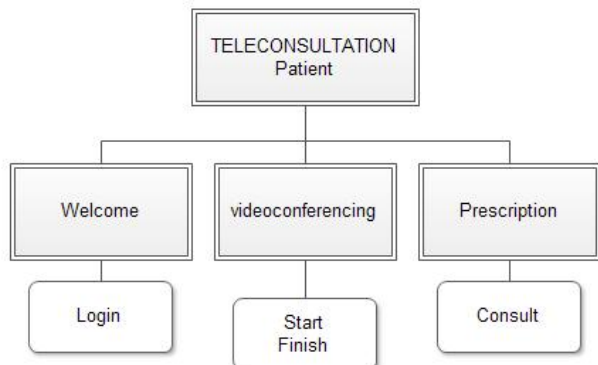 TELECONSULTATION
Patient
Welcome
videoconferencing
Prescription
Login
Start
Finish
Consult